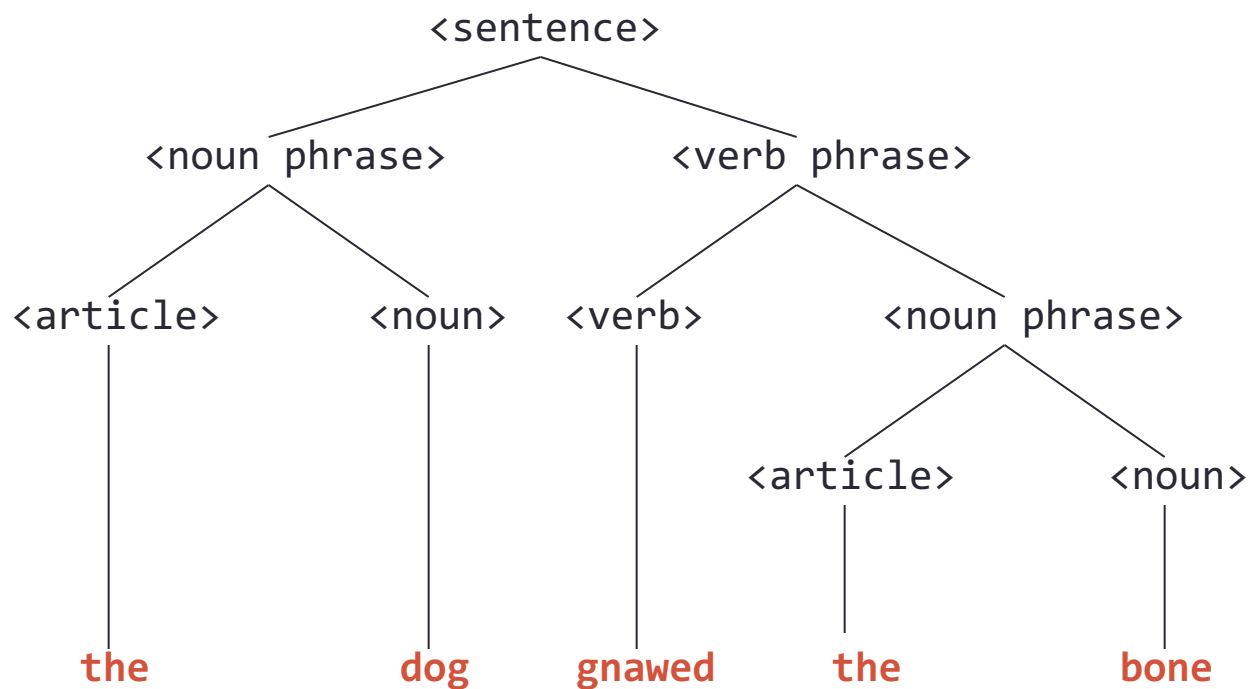 <sentence>
<noun phrase> <verb phrase>
<article> <noun> <verb> <noun phrase>
<article> <noun>
the dog gnawed the bone